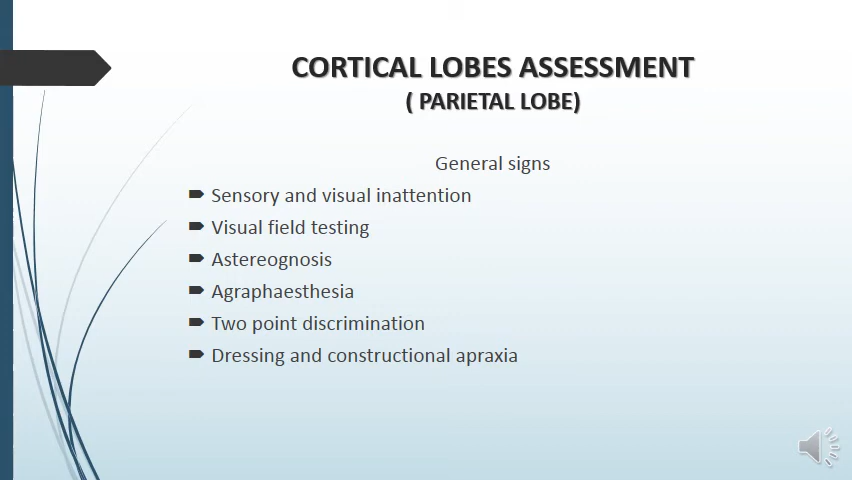 CORTICAL LOBES ASSESSMENT
( PARIETAL LOBE)
General signs
Sensory and visual inattention
Visual field testing
Astereognosis
Agraphaesthesia
Two point discrimination
Dressing and constructional apraxia